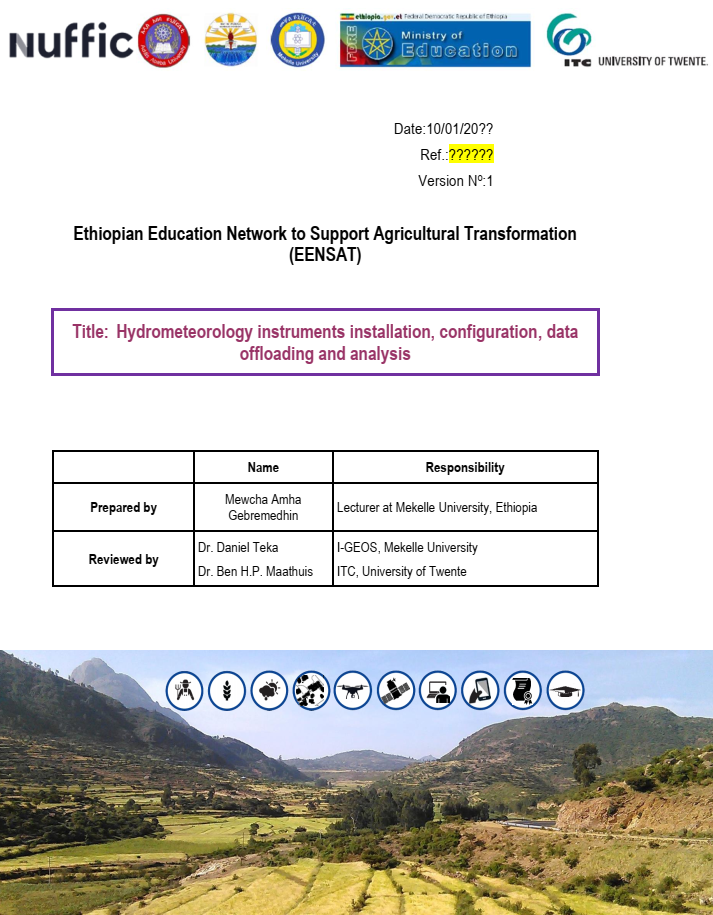 nuffic
ethiopia.gov.et Federal Democratic Republic of Ethiopia
FDRE
Ministry of
Education
ITC UNIVERSITY OF TWENTE.
Date:10/01/20??
Ref.:??????
Version Nº:1
Ethiopian Education Network to Support Agricultural Transformation
(EENSAT)
Title: Hydrometeorology instruments installation, configuration, data
offloading and analysis
Name Responsibility
Prepared by Mewcha Amha Gebremedhin Lecturer at Mekelle University, Ethiopia
Reviewed by Dr. Daniel Teka I-GEOS, Mekelle University
Dr. Ben H.P. Maathuis ITC, University of Twente